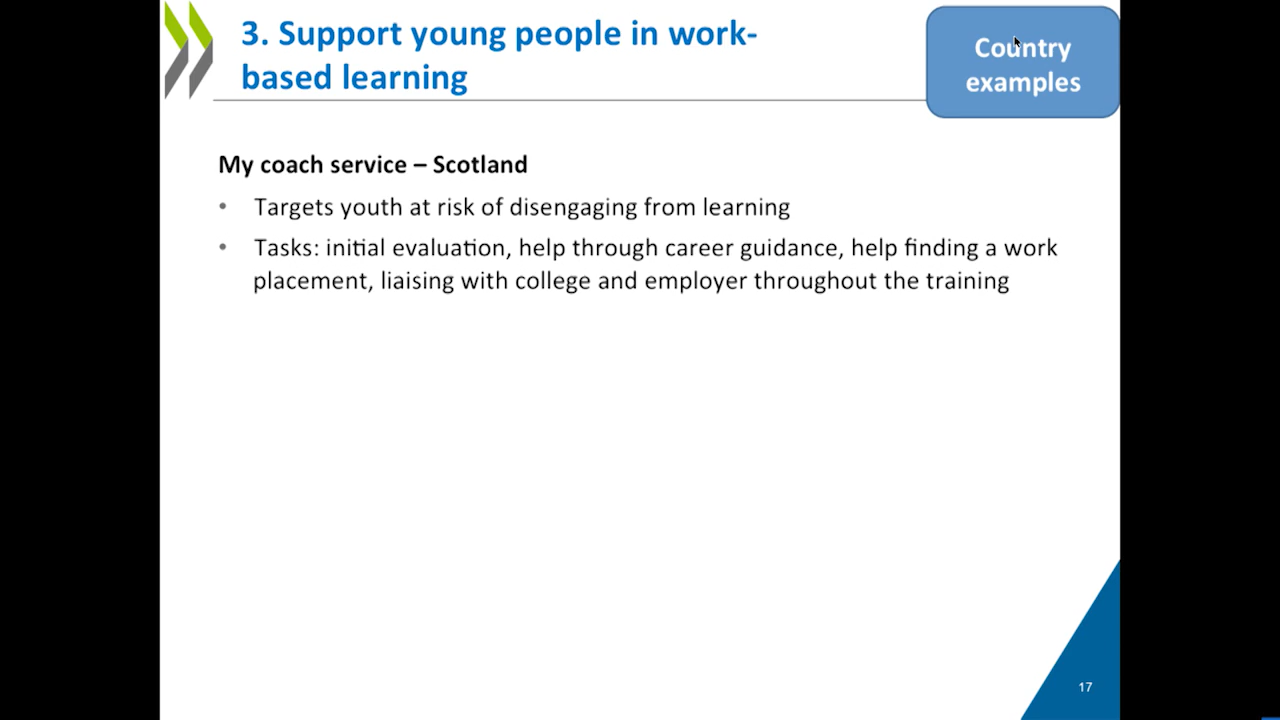 3. Support young people in work-
based learning
Country
examples
My coach service – Scotland
• Targets youth at risk of disengaging from learning
• Tasks: initial evaluation, help through career guidance, help finding a work
placement, liaising with college and employer throughout the training
17